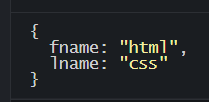 {
  fname: "html",
  lname: "css"
}